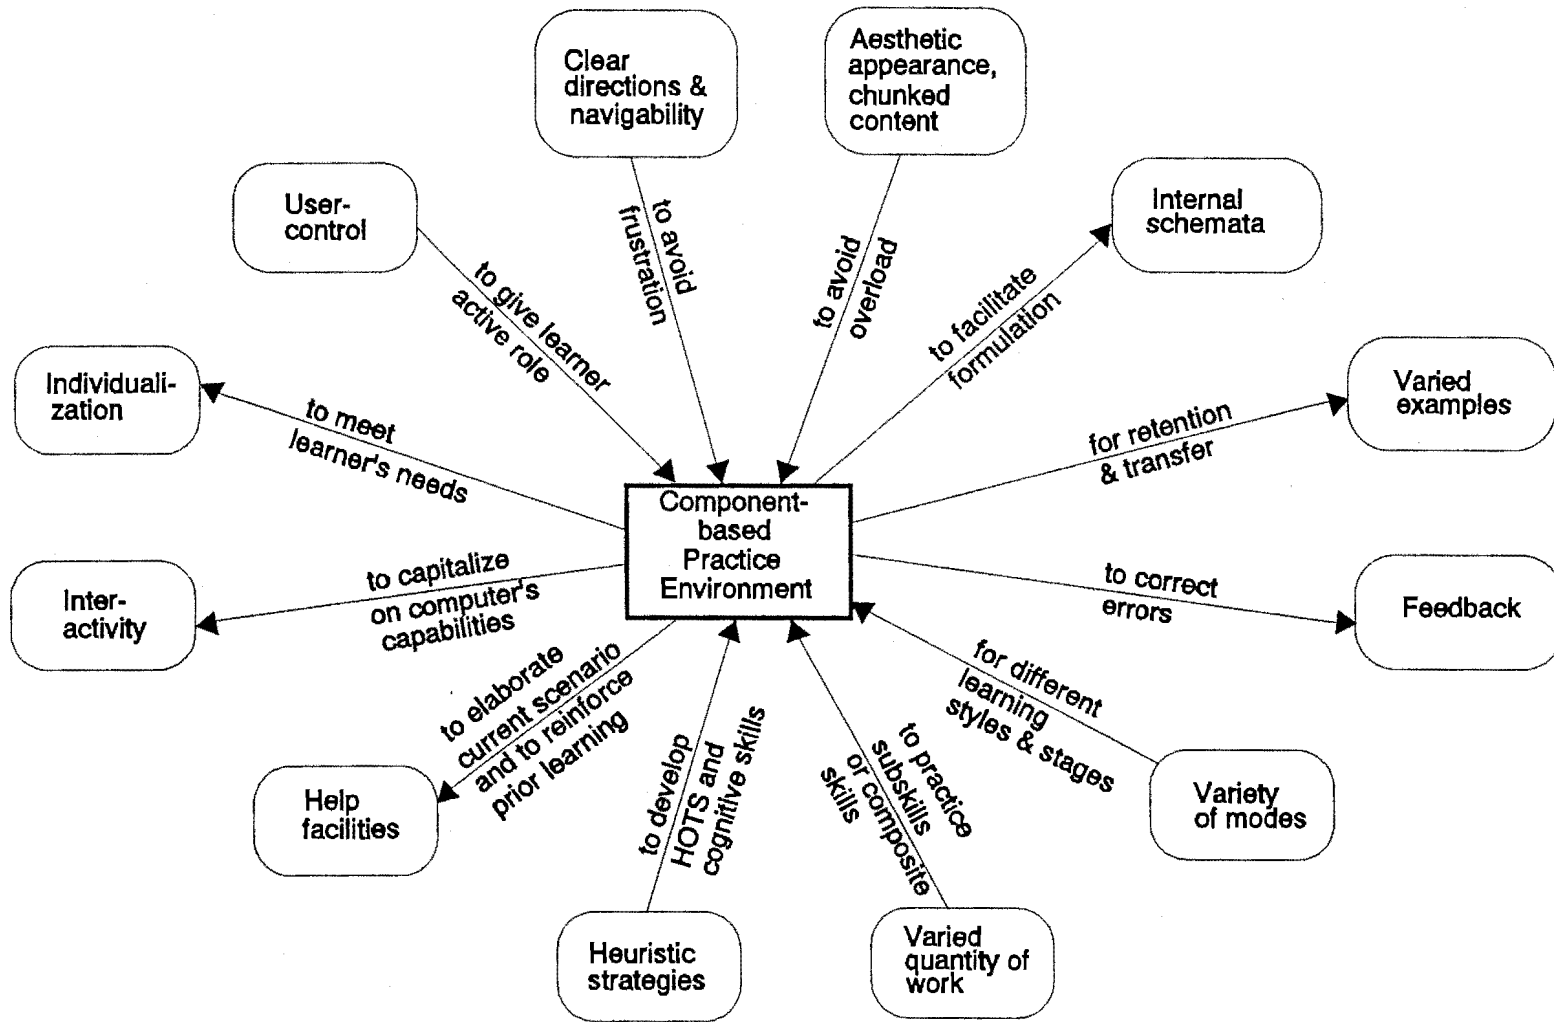 Clear
directions &
navigability
Aesthetic
appearance,
chunked
content
User-
control
Internal
schemata
to avoid
frustration
to avoid
overload
to give learner
active role
to facilitate
formulation
Individuali-
zation
Varied
examples
to meet
learner's needs
for retention
& transfer
Component-
based
Practice
Environment
Inter-
activity
to capitalize
on computer's
capabilities
to correct
errors
Feedback
to elaborate
current scenario
and to reinforce
prior learning
for different
learning
styles & stages
Help
facilities
to develop
HOTS and
cognitive skills
to practice
subskills
or composite
skills
Variety
of modes
Heuristic
strategies
Varied
quantity of
work